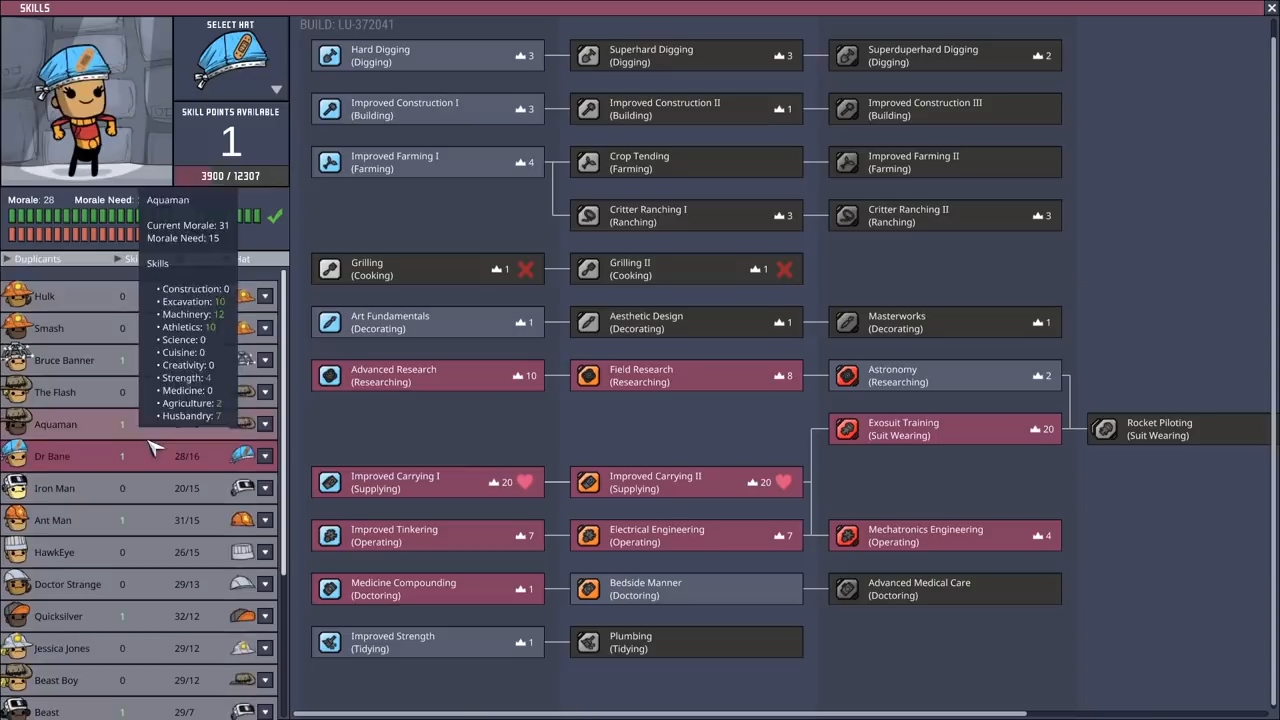 SKILLS
BUILD: LU-372041
SELECT HAT
SKILL POINTS AVAILABLE
1
3900 / 12307
Morale: 28 Morale Need:
Aquaman
Current Morale: 31
Morale Need: 15
Skills
• Construction: 0
• Excavation: 10
• Machinery: 12
• Athletics: 10
• Science: 0
• Cuisine: 0
• Creativity: 0
• Strength: 4
• Medicine: 0
• Agriculture: 2
• Husbandry: 7
Duplicants
Hulk 0
Smash 0
Bruce Banner 1
The Flash
Aquaman 1
Dr Bane 1 28/16
Iron Man 0 20/15
Ant Man 1 31/15
HawkEye 0 26/15
Doctor Strange 0 29/13
Quicksilver 1 32/12
Jessica Jones 0 29/12
Beast Boy 0 29/12
Beast 1 29/7
Hard Digging 3
(Digging)
Superhard Digging 3
(Digging)
Superduperhard Digging 2
(Digging)
Improved Construction I 3
(Building)
Improved Construction II 1
(Building)
Improved Construction III
(Building)
Improved Farming I 4
(Farming)
Crop Tending
(Farming)
Improved Farming II
(Farming)
Critter Ranching I 3
(Ranching)
Critter Ranching II 3
(Ranching)
Grilling 1
(Cooking)
Grilling II 1
(Cooking)
Art Fundamentals 1
(Decorating)
Aesthetic Design 1
(Decorating)
Masterworks 1
(Decorating)
Advanced Research 10
(Researching)
Field Research 8
(Researching)
Astronomy 2
(Researching)
Exosuit Training 20
(Suit Wearing)
Rocket Piloting
(Suit Wearing)
Improved Carrying I 20
(Supplying)
Improved Carrying II 20
(Supplying)
Improved Tinkering 7
(Operating)
Electrical Engineering 7
(Operating)
Mechatronics Engineering 4
(Operating)
Medicine Compounding 1
(Doctoring)
Bedside Manner
(Doctoring)
Advanced Medical Care
(Doctoring)
Improved Strength 1
(Tidying)
Plumbing
(Tidying)